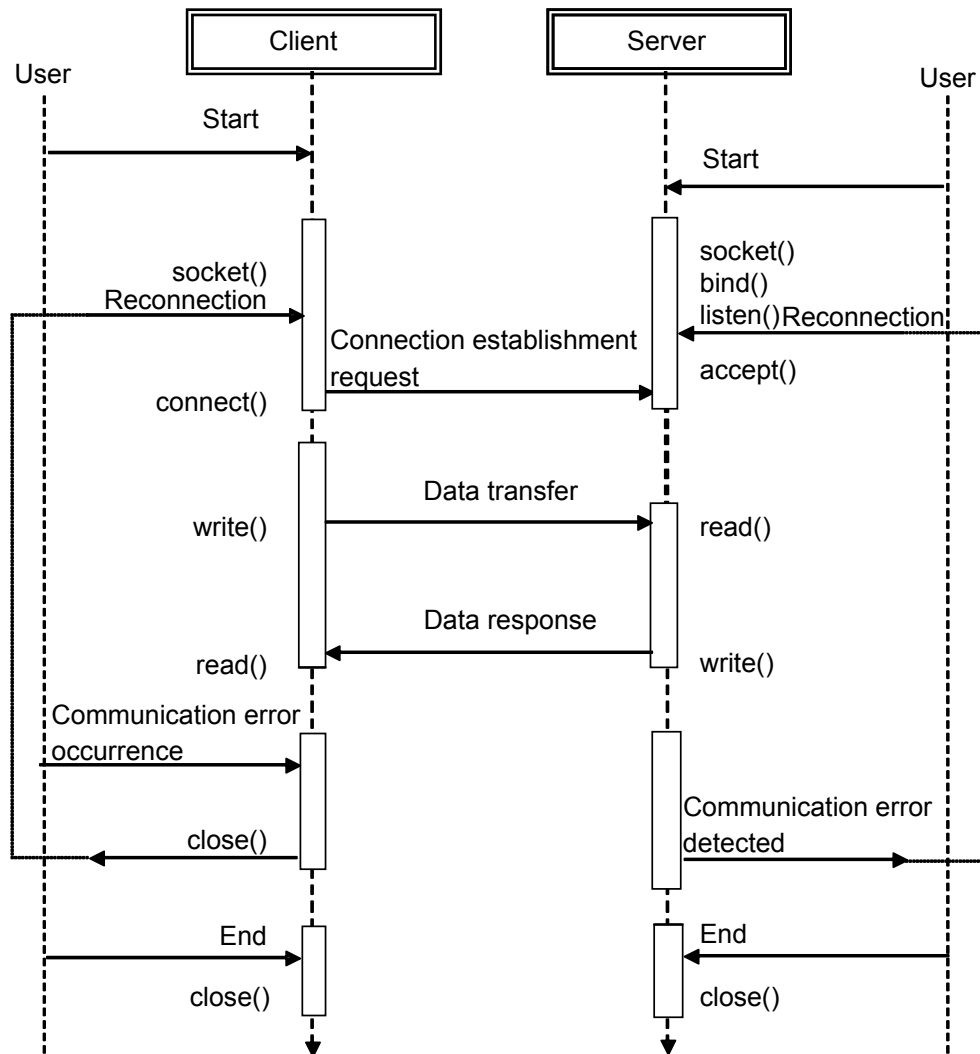 Client
Server
User
User
Start
Start
socket()
Reconnection
socket()
bind()
listen() Reconnection
Connection establishment
request
accept()
connect()
Data transfer
write()
read()
Data response
read()
write()
Communication error
occurrence
Communication error
detected
close()
End
End
close()
close()